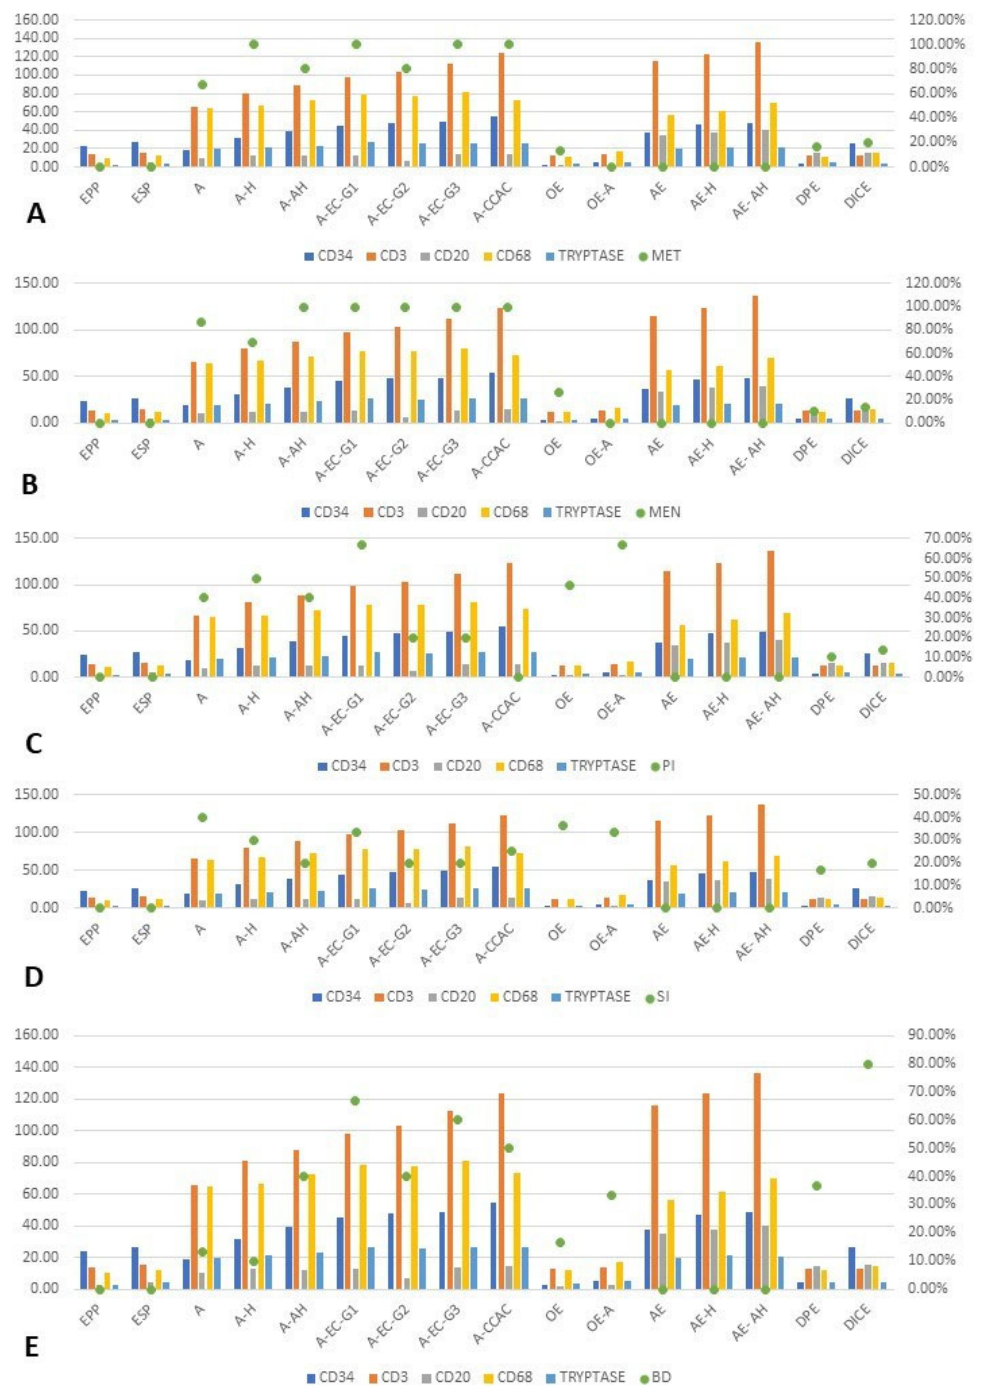 160.00 120.00%
140.00 100.00%
120.00 80.00%
100.00 60.00%
80.00 40.00%
60.00 20.00%
40.00 0.00%
20.00
0.00
EPP ESP A A-H A-AH A-EC-G1 A-EC-G2 A-EC-G3 A-CCAC OE OE-A AE AE-H AE- AH DPE DICE
A
CD34 CD3 CD20 CD68 TRYPTASE MET
150.00 120.00%
100.00 100.00%
50.00 80.00%
0.00 60.00%
40.00%
20.00%
0.00%
EPP ESP A A-H A-AH A-EC-G1 A-EC-G2 A-EC-G3 A-CCAC OE OE-A AE AE-H AE- AH DPE DICE
B
CD34 CD3 CD20 CD68 TRYPTASE MEN
150.00 70.00%
100.00 60.00%
50.00 50.00%
0.00 40.00%
30.00%
20.00%
10.00%
0.00%
EPP ESP A A-H A-AH A-EC-G1 A-EC-G2 A-EC-G3 A-CCAC OE OE-A AE AE-H AE- AH DPE DICE
C
CD34 CD3 CD20 CD68 TRYPTASE PI
150.00 50.00%
100.00 40.00%
50.00 30.00%
0.00 20.00%
10.00%
0.00%
EPP ESP A A-H A-AH A-EC-G1 A-EC-G2 A-EC-G3 A-CCAC OE OE-A AE AE-H AE- AH DPE DICE
D
CD34 CD3 CD20 CD68 TRYPTASE SI
160.00 90.00%
140.00 80.00%
120.00 70.00%
100.00 60.00%
80.00 50.00%
60.00 40.00%
40.00 30.00%
20.00 20.00%
0.00 10.00%
0.00%
EPP ESP A A-H A-AH A-EC-G1 A-EC-G2 A-EC-G3 A-CCAC OE OE-A AE AE-H AE- AH DPE DICE
E
CD34 CD3 CD20 CD68 TRYPTASE BD